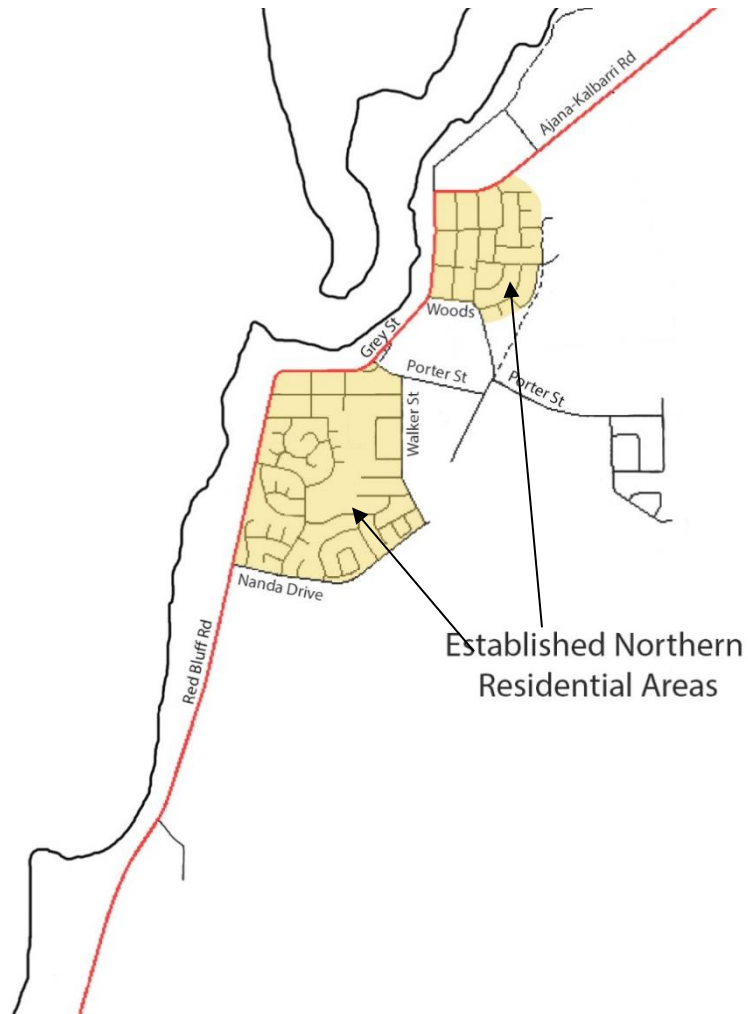 Ajana-Kalbarri Rd
Woods
Grey St
Porter St
Porter St
Walker St
Nanda Drive
Red Bluff Rd
Established Northern
Residential Areas